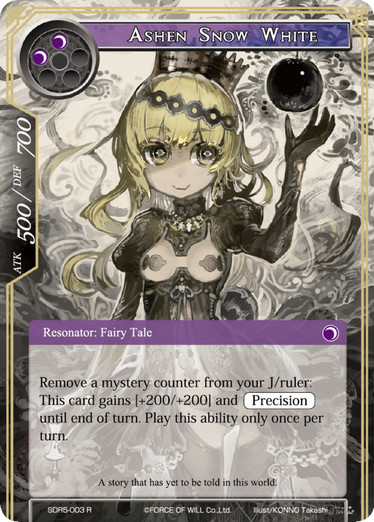 ASHEN SNOW WHITE
ATK 500 / DEF 700
Resonator: Fairy Tale
Remove a mystery counter from your J/ruler:
This card gains [+200/+200] and Precision
until end of turn. Play this ability only once per
turn.
A story that has yet to be told in this world.
SDR5-003 R ©FORCE OF WILL Co.,Ltd. Illust/KONNO Takashi